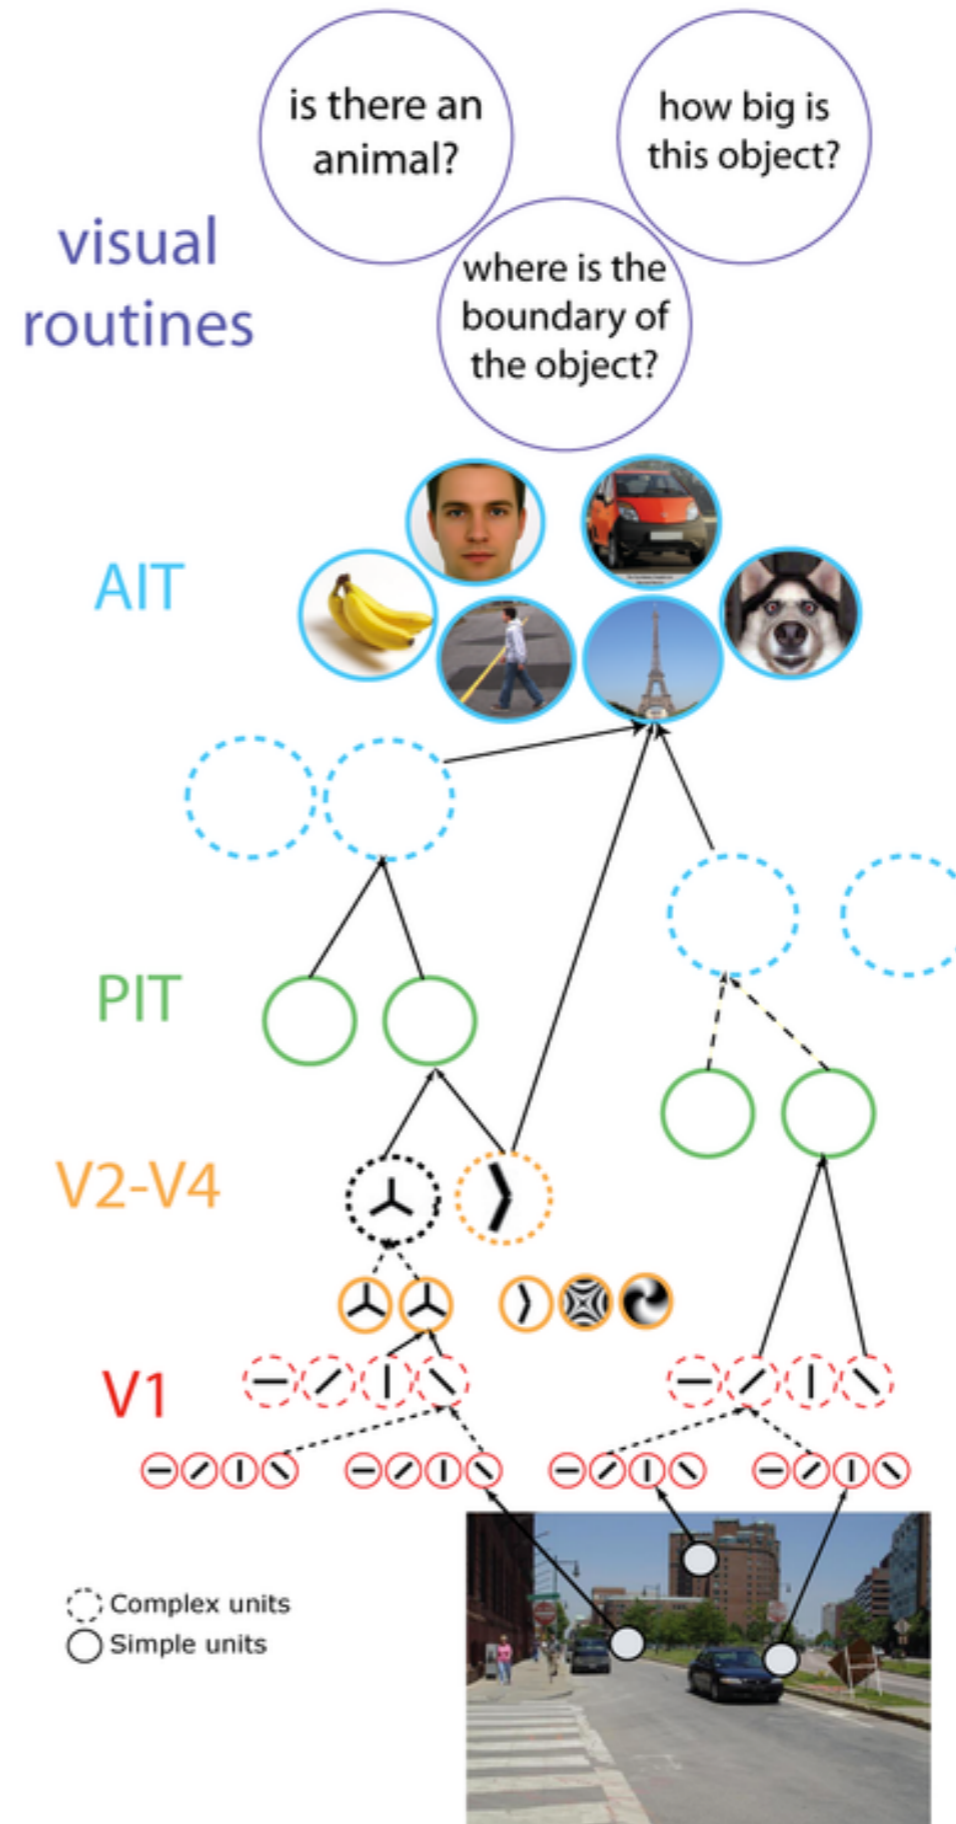 is there an
animal?
how big is
this object?
where is the
boundary of
the object?
visual
routines
AIT
PIT
V2-V4
V1
Complex units
Simple units